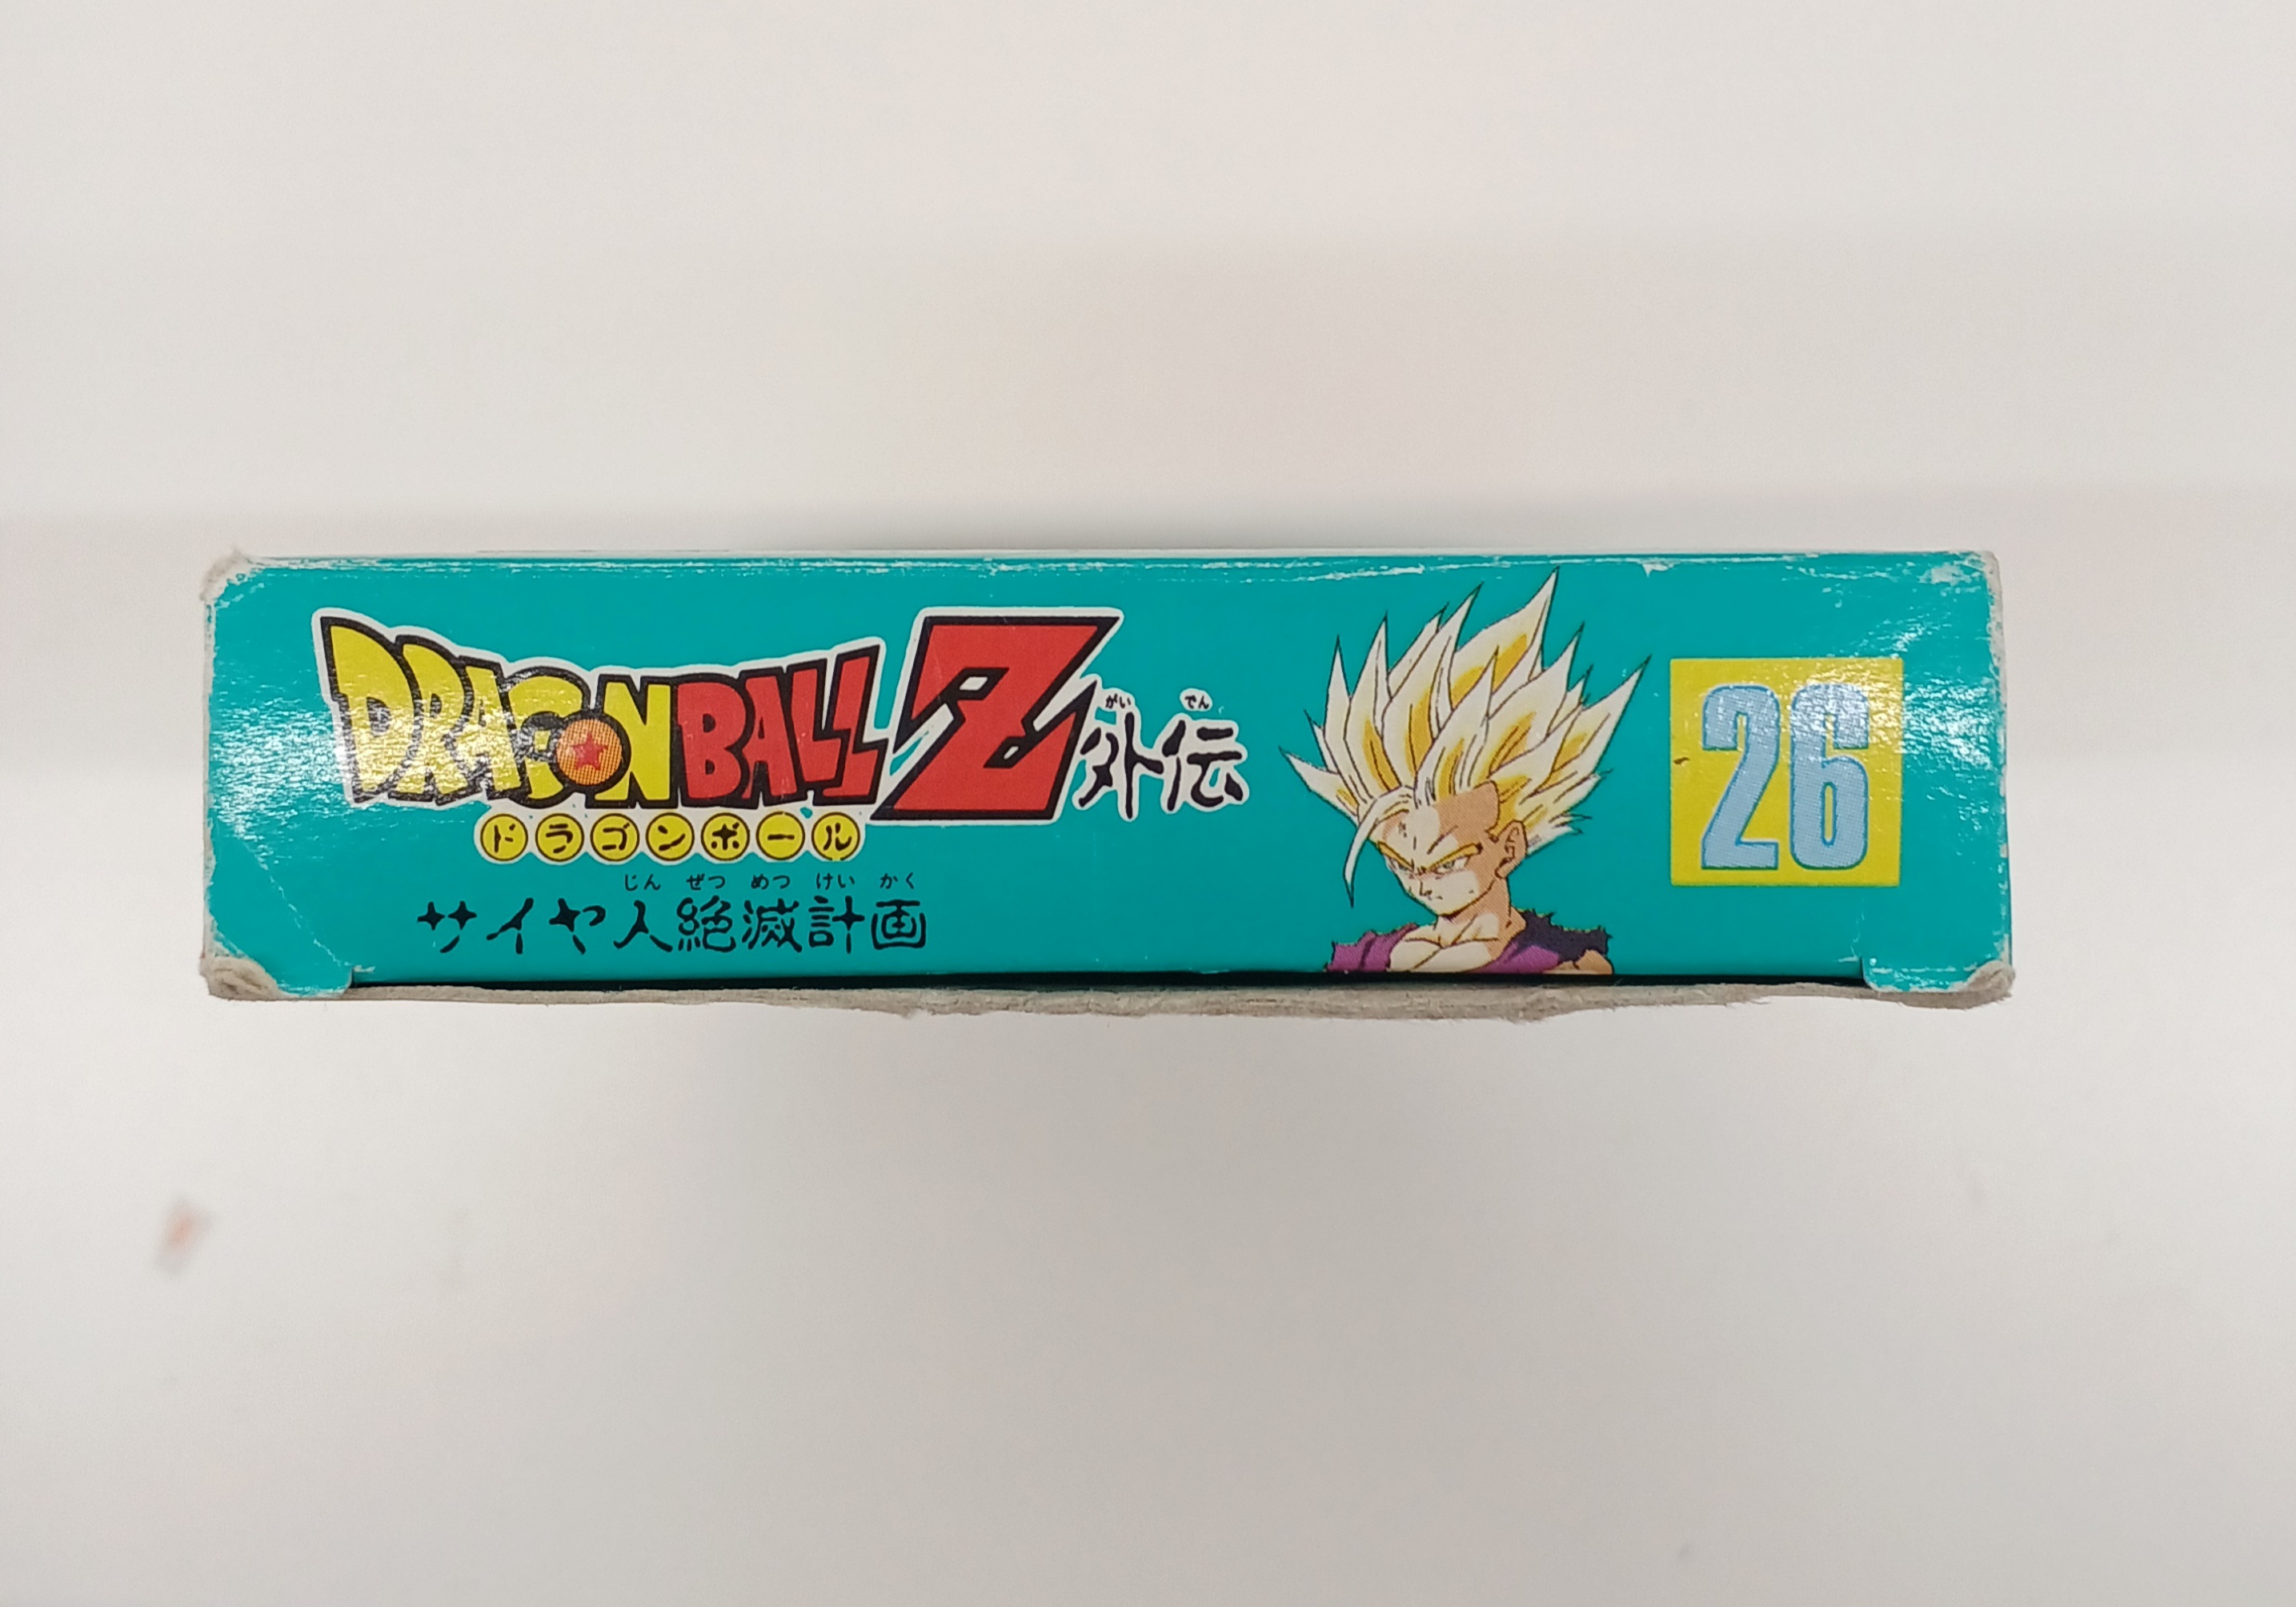 DRAGONBALL Z外伝
がい でん
ドラゴンボール
じん ぜつ めつ けい かく
サイヤ人絶滅計画
26